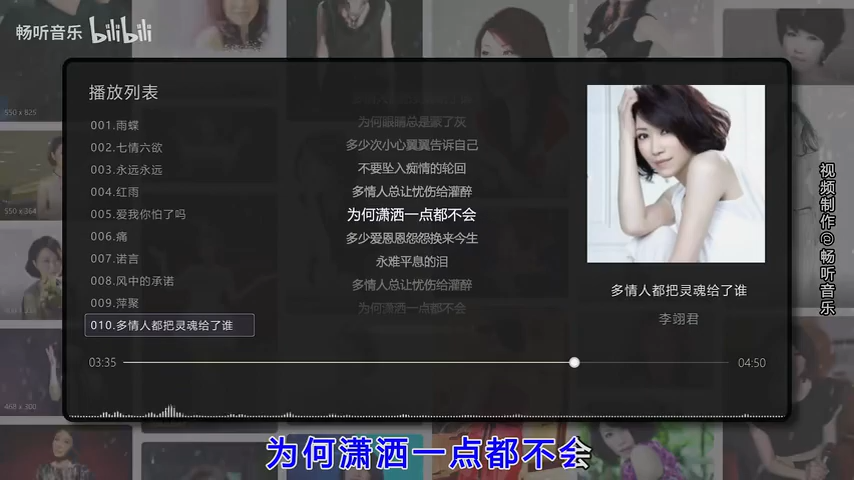 畅听音乐 bilibili
播放列表
001.雨蝶
002.七情六欲
003.永远永远
004.红雨
005.爱我你怕了吗
006.痛
007.诺言
008.风中的承诺
009.萍聚
010.多情人都把灵魂给了谁
为何眼睛总是蒙了灰
多少次小心翼翼告诉自己
不要坠入痴情的轮回
多情人总让忧伤给灌醉
为何潇洒一点都不会
多少爱恩恩怨怨换来今生
永难平息的泪
多情人总让忧伤给灌醉
为何潇洒一点都不会
多情人都把灵魂给了谁
李翊君
03:35
04:50
视频制作@畅听音乐
550 x 825
550 x 364
468 x 300
为何潇洒一点都不会